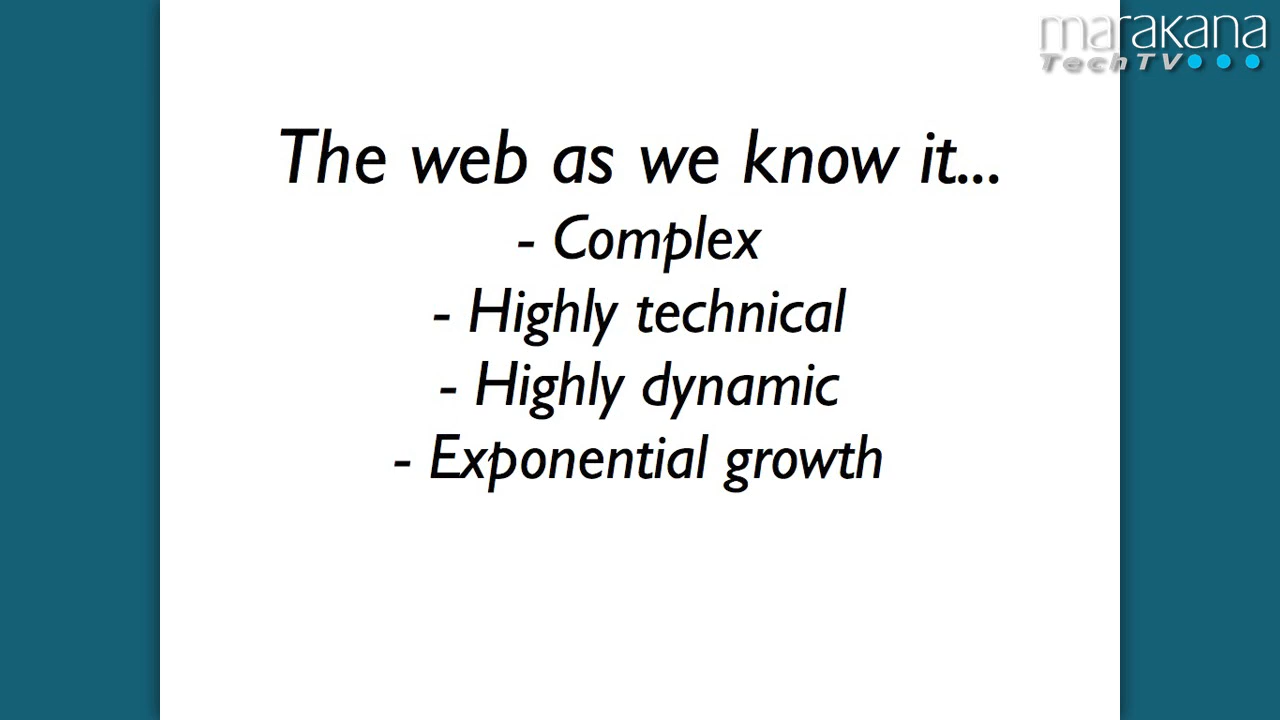 marakana
TechTV
The web as we know it...
- Complex
- Highly technical
- Highly dynamic
- Exponential growth